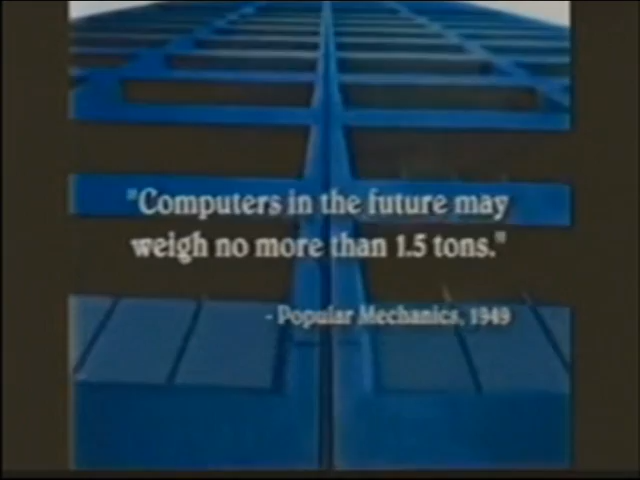 "Computers in the future may
weigh no more than 1.5 tons."
- Popular Mechanics, 1949